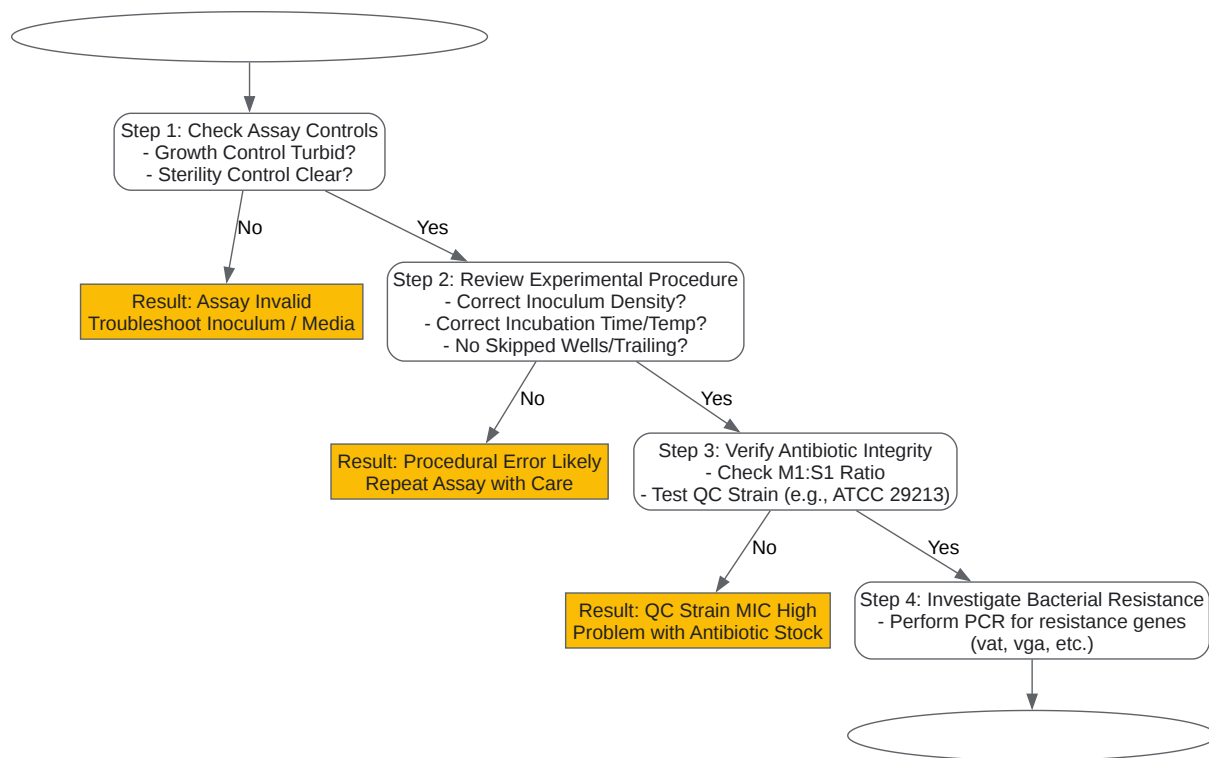 Step 1: Check Assay Controls
- Growth Control Turbid?
- Sterility Control Clear?
No
Yes
Result: Assay Invalid
Troubleshoot Inoculum / Media
Step 2: Review Experimental Procedure
- Correct Inoculum Density?
- Correct Incubation Time/Temp?
- No Skipped Wells/Trailing?
No
Yes
Result: Procedural Error Likely
Repeat Assay with Care
Step 3: Verify Antibiotic Integrity
- Check M1:S1 Ratio
- Test QC Strain (e.g., ATCC 29213)
No
Yes
Result: QC Strain MIC High
Problem with Antibiotic Stock
Step 4: Investigate Bacterial Resistance
- Perform PCR for resistance genes
(vat, vga, etc.)